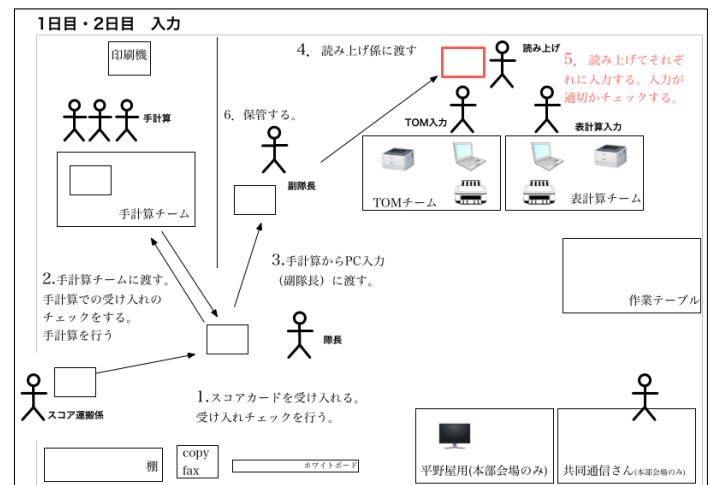 1日目・2日目　入力
印刷機
4．読み上げ係に渡す
読み上げ
5．読み上げてそれぞ
れに入力する。入力が
適切かチェックする。
手計算
6．保管する。
TOM入力
表計算入力
副隊長
手計算チーム
TOMチーム
表計算チーム
2.手計算チームに渡す。
手計算での受け入れの
チェックをする。
手計算を行う
3.手計算からPC入力
（副隊長）に渡す。
作業テーブル
隊長
スコア運搬係
1.スコアカードを受け入れる。
受け入れチェックを行う。
棚
copy
fax
ホワイトボード
平野屋用(本部会場のみ)
共同通信さん(本部会場のみ)